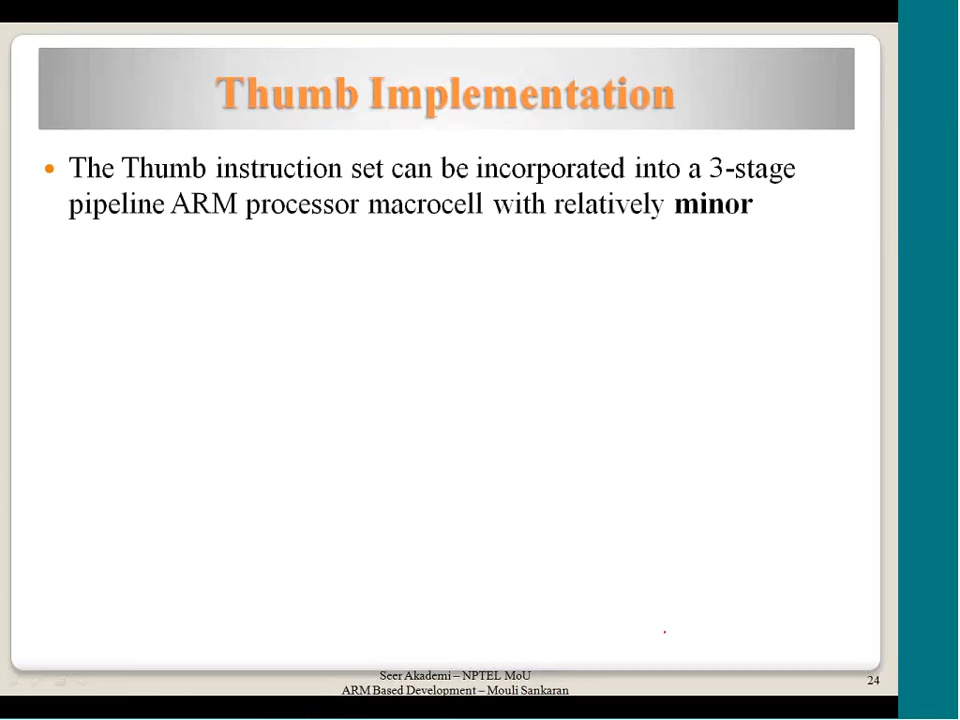 Thumb Implementation
• The Thumb instruction set can be incorporated into a 3-stage
pipeline ARM processor macrocell with relatively minor
Seer Akademi – NPTEL MoU
ARM Based Development – Mouli Sankaran
24